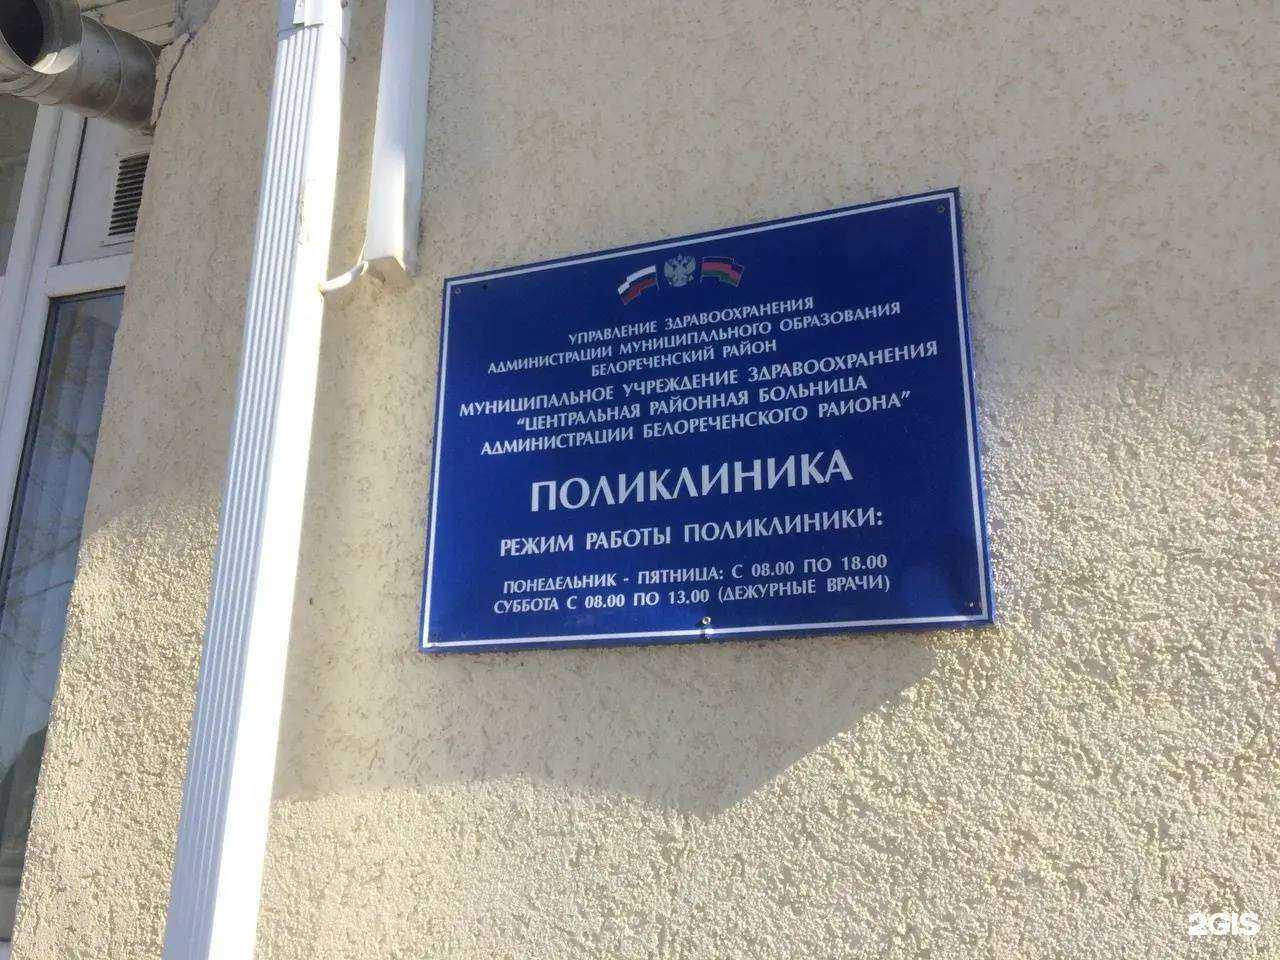 УПРАВЛЕНИЕ ЗДРАВООХРАНЕНИЯ
АДМИНИСТРАЦИИ МУНИЦИПАЛЬНОГО ОБРАЗОВАНИЯ
БЕЛОРЕЧЕНСКИЙ РАЙОН
МУНИЦИПАЛЬНОЕ УЧРЕЖДЕНИЕ ЗДРАВООХРАНЕНИЯ
"ЦЕНТРАЛЬНАЯ РАЙОННАЯ БОЛЬНИЦА
АДМИНИСТРАЦИИ БЕЛОРЕЧЕНСКОГО РАИОНА"
ПОЛИКЛИНИКА
РЕЖИМ РАБОТЫ ПОЛИКЛИНИКИ:
ПОНЕДЕЛЬНИК - ПЯТНИЦА: С 08.00 ПО 18.00
СУББОТА С 08.00 ПО 13.00 (ДЕЖУРНЫЕ ВРАЧИ)
2GIS